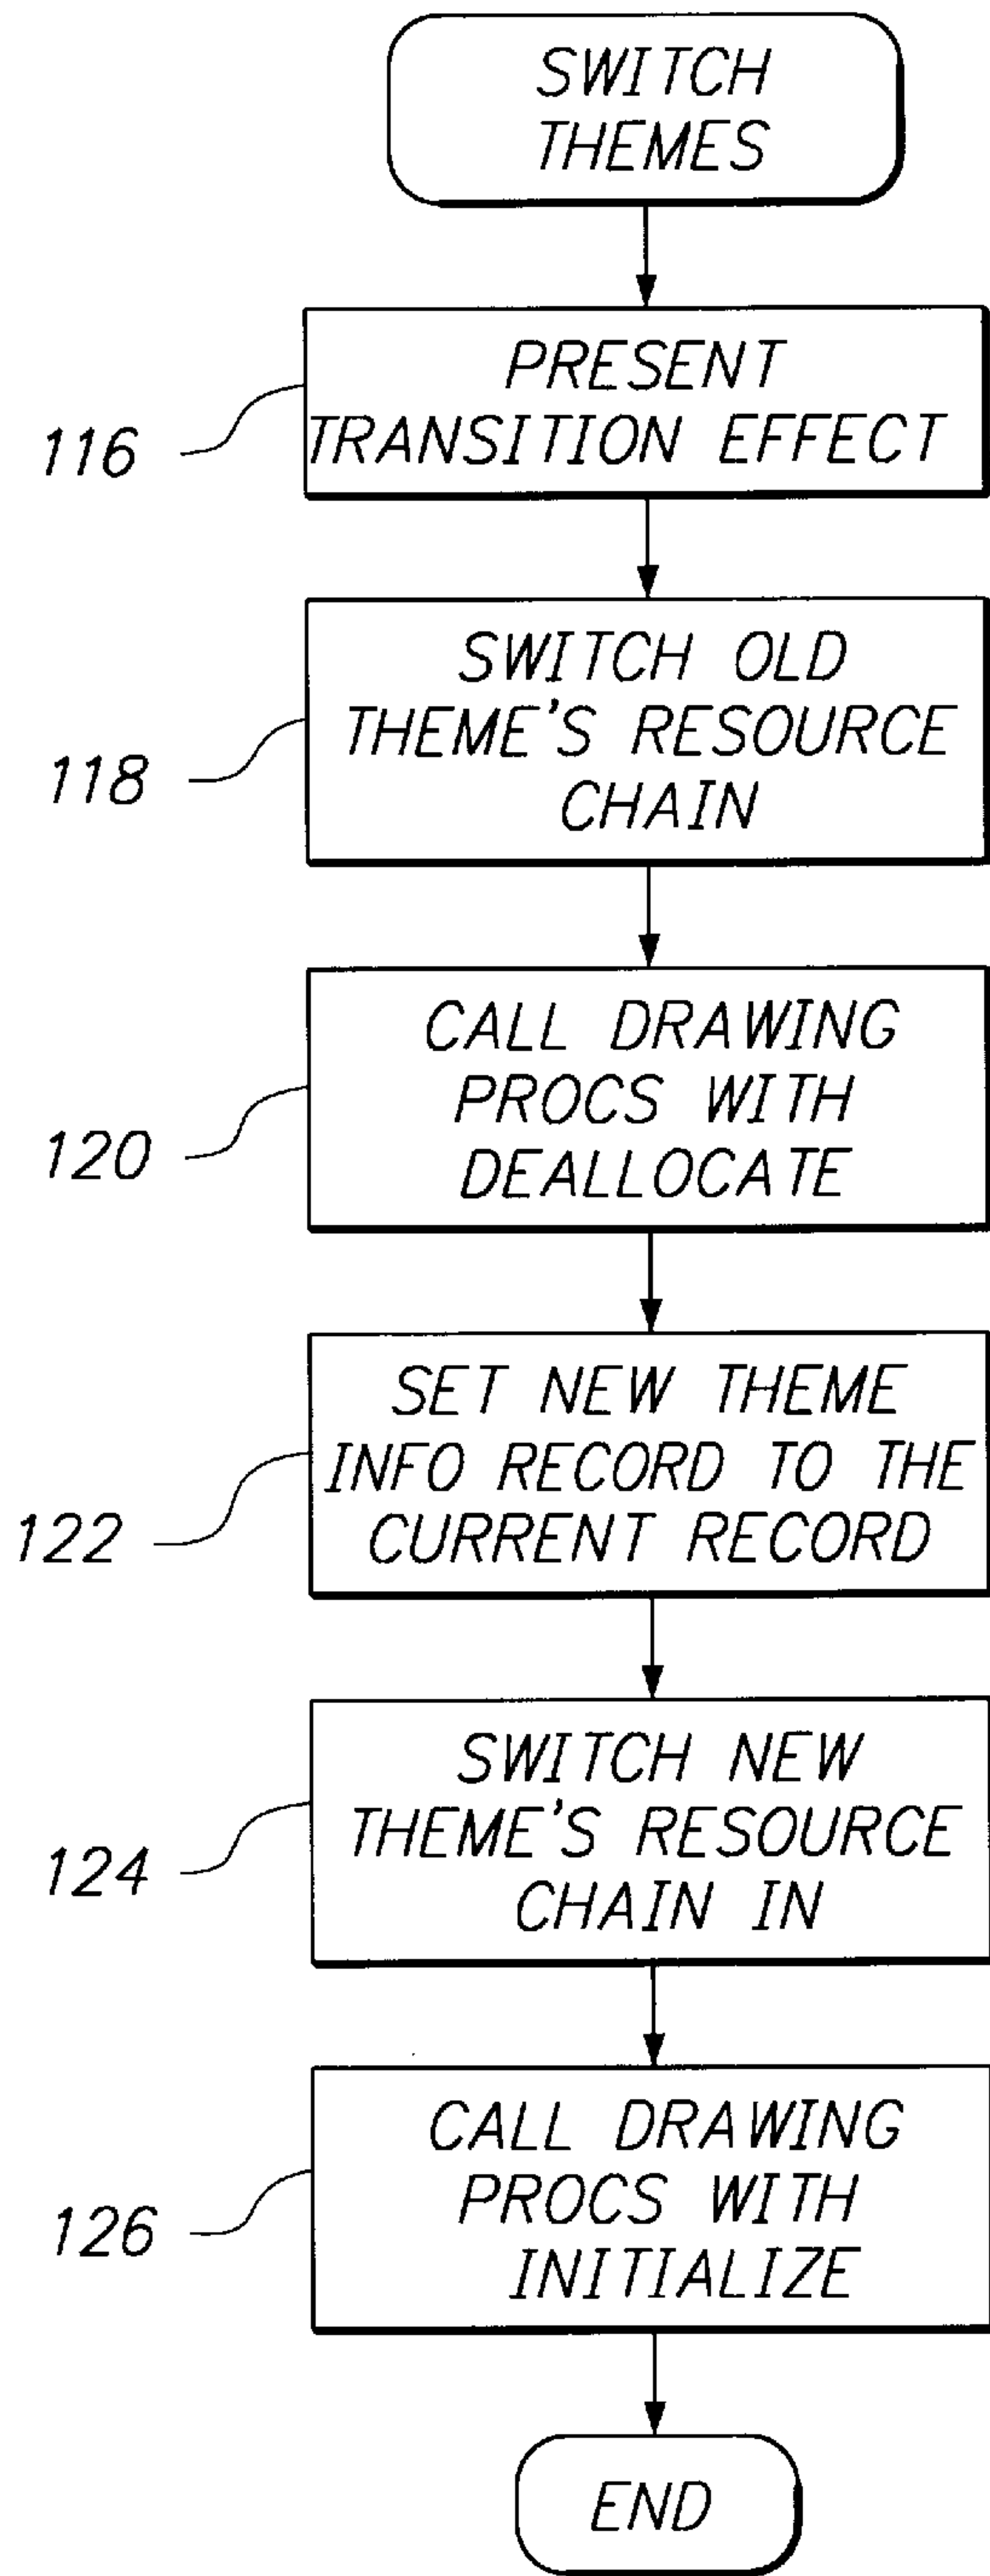 SWITCH
THEMES
PRESENT
TRANSITION EFFECT
116
SWITCH OLD
THEME'S RESOURCE
CHAIN
118
CALL DRAWING
PROCS WITH
DEALLOCATE
120
SET NEW THEME
INFO RECORD TO THE
CURRENT RECORD
122
SWITCH NEW
THEME'S RESOURCE
CHAIN IN
124
CALL DRAWING
PROCS WITH
INITIALIZE
126
END